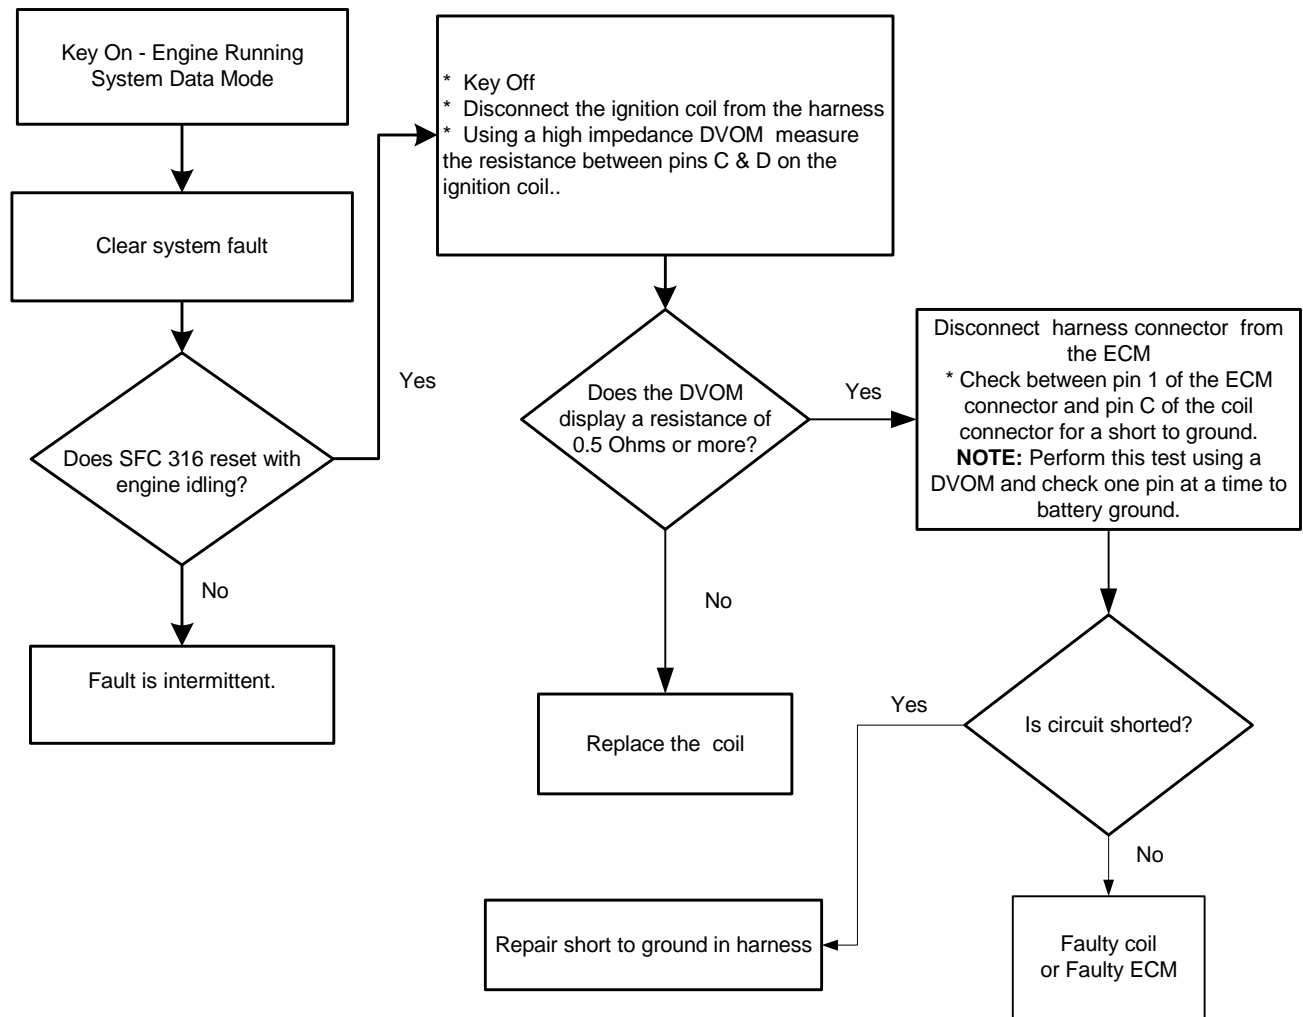 Key On - Engine Running
System Data Mode
Clear system fault
Does SFC 316 reset with
engine idling?
Yes
No
Fault is intermittent.
* Key Off
* Disconnect the ignition coil from the harness
* Using a high impedance DVOM measure
the resistance between pins C & D on the
ignition coil..
Does the DVOM
display a resistance of
0.5 Ohms or more?
Yes
No
Replace the coil
Disconnect harness connector from
the ECM
* Check between pin 1 of the ECM
connector and pin C of the coil
connector for a short to ground.
NOTE: Perform this test using a
DVOM and check one pin at a time to
battery ground.
Is circuit shorted?
Yes
No
Repair short to ground in harness
Faulty coil
or Faulty ECM